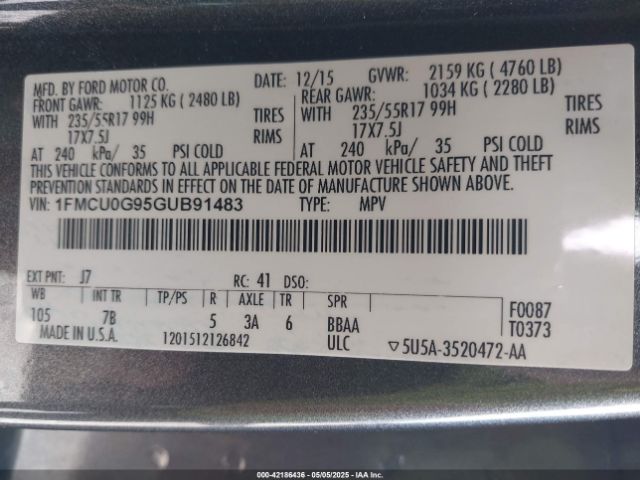 MFD. BY FORD MOTOR CO. DATE: 12/15 GVWR: 2159 KG ( 4760 LB)
FRONT GAWR: 1125 KG ( 2480 LB) REAR GAWR: 1034 KG ( 2280 LB)
WITH 235/55R17 99H TIRES WITH 235/55R17 99H TIRES
17X7.5J RIMS 17X7.5J RIMS
AT 240 kPa/ 35 PSI COLD AT 240 kPa/ 35 PSI COLD
THIS VEHICLE CONFORMS TO ALL APPLICABLE FEDERAL MOTOR VEHICLE SAFETY AND THEFT
PREVENTION STANDARDS IN EFFECT ON THE DATE OF MANUFACTURE SHOWN ABOVE.
VIN: 1FMCU0G95GUB91483 TYPE: MPV
EXT PNT: J7 RC: 41 DSO:
WB INT TR TP/PS R AXLE TR SPR
105 7B 5 3A 6 BBAA
F0087
T0373
MADE IN U.S.A. 1201512126842 ULC ▽5U5A-3520472-AA
000-42186436 - 05/05/2025 - IAA Inc.